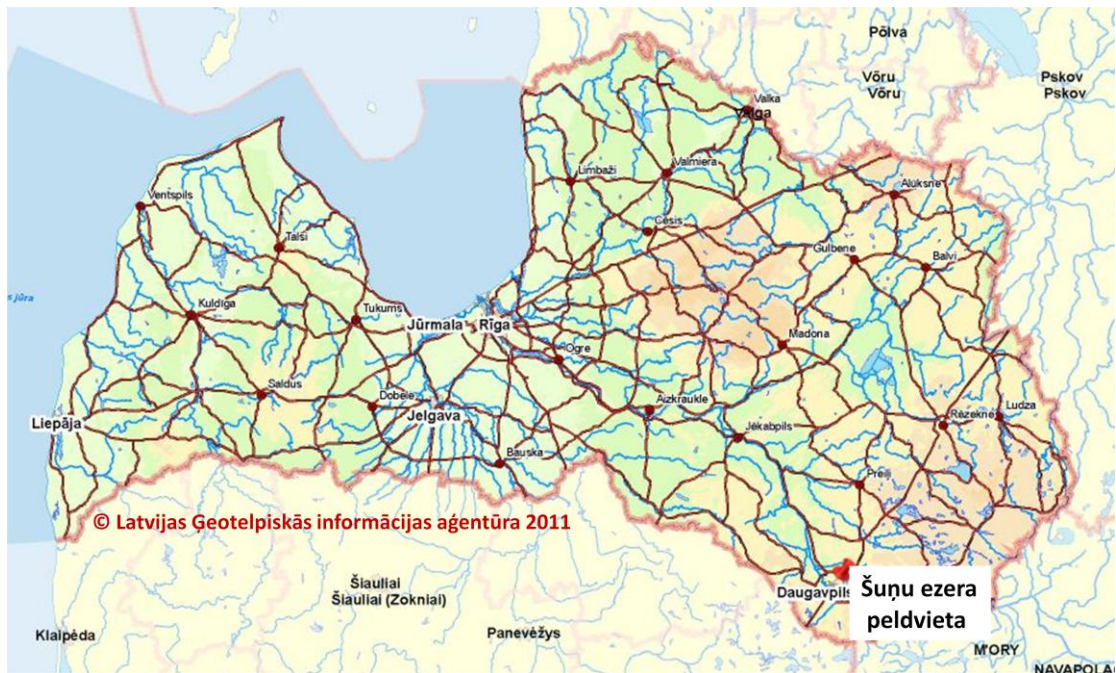 Põlva
Võru
Võru
Pskov
Pskov
Valka
Valmiera
Limbaži
Alūksne
Ventspils
Cēsis
Talsi
Gulbene
Balvi
s jūra
Kuldīga
Tukums
Jūrmala
Rīga
Madona
Ogre
Saldus
Dobele
Jelgava
Aizkraukle
Ludza
Rēzekne
Liepāja
Jēkabpils
Bauska
Preiļi
© Latvijas Ģeotelpiskās informācijas aģentūra 2011
Šiauliai
Šiauliai (Zokniai)
Daugavpils
Šuņu ezera
peldvieta
Klaipėda
Panevėžys
M'ORY
NAVAPOLAC